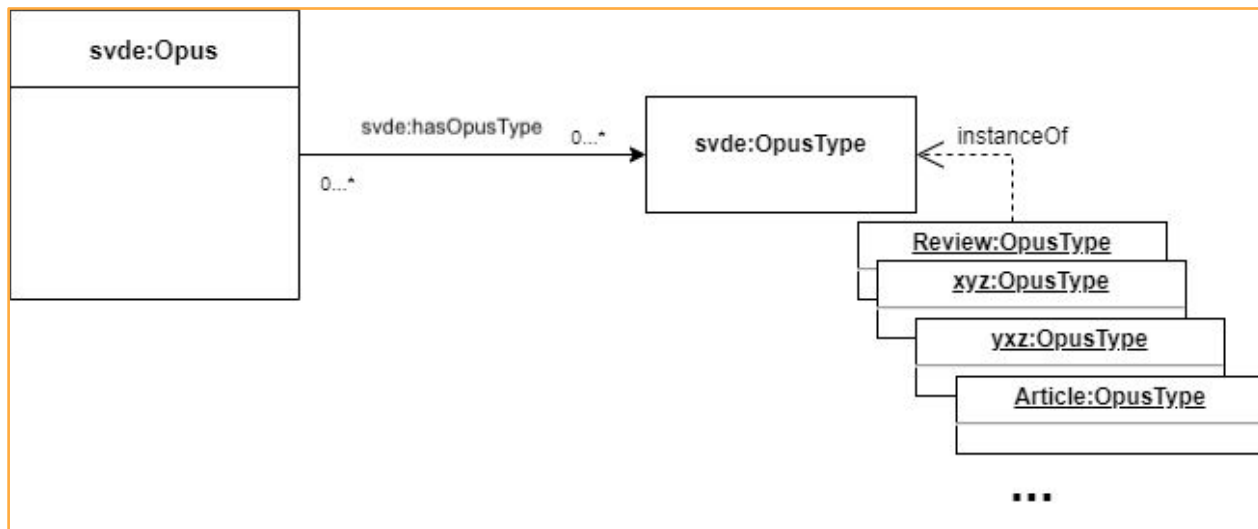 svde:Opus
svde:hasOpusType
0...*
0...*
svde:OpusType
instanceOf
Review:OpusType
xyz:OpusType
yxz:OpusType
Article:OpusType
...